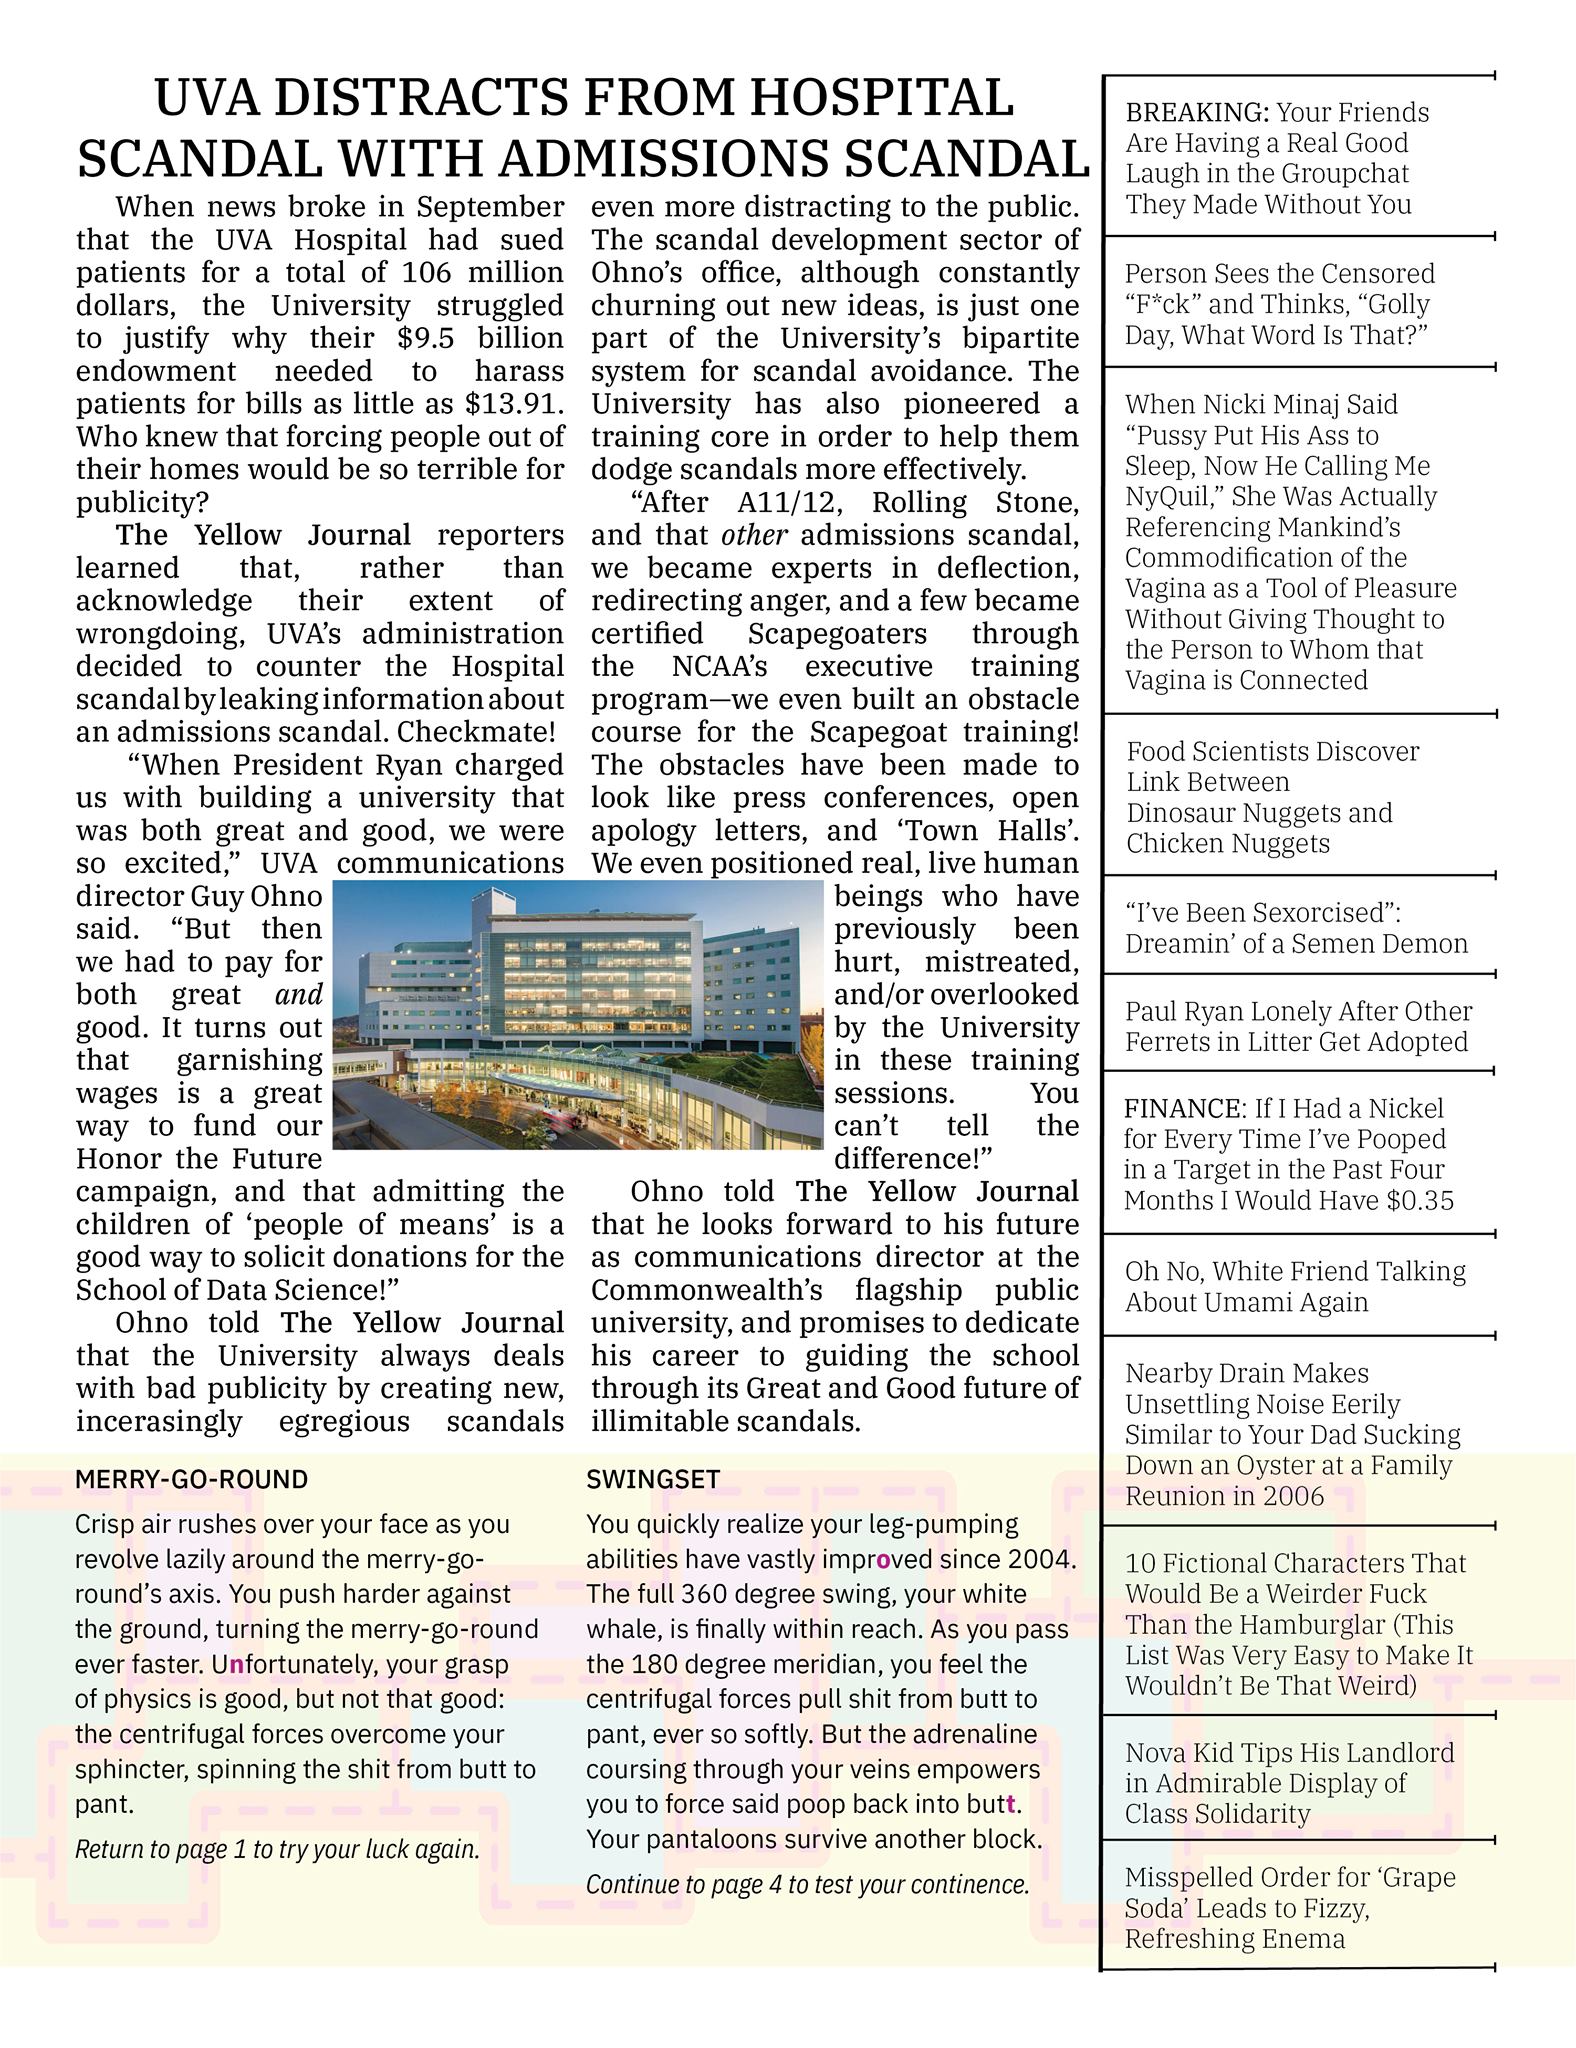 UVA DISTRACTS FROM HOSPITAL
SCANDAL WITH ADMISSIONS SCANDAL
When news broke in September
that the UVA Hospital had sued
patients for a total of 106 million
dollars, the University struggled
to justify why their $9.5 billion
endowment needed to harass
patients for bills as little as $13.91.
Who knew that forcing people out of
their homes would be so terrible for
publicity?
The Yellow Journal reporters
learned that, rather than
acknowledge their extent of
wrongdoing, UVA's administration
decided to counter the Hospital
scandal by leaking information about
an admissions scandal. Checkmate!
“When President Ryan charged
us with building a university that
was both great and good, we were
so excited,” UVA communications
director Guy Ohno
said. “But then
we had to pay for
both great and
good. It turns out
that garnishing
wages is a great
way to fund our
Honor the Future
campaign, and that admitting the
children of ‘people of means’ is a
good way to solicit donations for the
School of Data Science!”
Ohno told The Yellow Journal
that the University always deals
with bad publicity by creating new,
incerasingly egregious scandals
even more distracting to the public.
The scandal development sector of
Ohno’s office, although constantly
churning out new ideas, is just one
part of the University’s bipartite
system for scandal avoidance. The
University has also pioneered a
training core in order to help them
dodge scandals more effectively.
“After A11/12, Rolling Stone,
and that other admissions scandal,
we became experts in deflection,
redirecting anger, and a few became
certified Scapegoaters through
the NCAA’s executive training
program—we even built an obstacle
course for the Scapegoat training!
The obstacles have been made to
look like press conferences, open
apology letters, and ‘Town Halls’.
We even positioned real, live human
beings who have
previously been
hurt, mistreated,
and/or overlooked
by the University
in these training
sessions. You
can’t tell the
difference!”
Ohno told The Yellow Journal
that he looks forward to his future
as communications director at the
Commonwealth’s flagship public
university, and promises to dedicate
his career to guiding the school
through its Great and Good future of
illimitable scandals.
MERRY-GO-ROUND
Crisp air rushes over your face as you
revolve lazily around the merry-go-
round’s axis. You push harder against
the ground, turning the merry-go-round
ever faster. Unfortunately, your grasp
of physics is good, but not that good:
the centrifugal forces overcome your
sphincter, spinning the shit from butt to
pant.
Return to page 1 to try your luck again.
SWINGSET
You quickly realize your leg-pumping
abilities have vastly improved since 2004.
The full 360 degree swing, your white
whale, is finally within reach. As you pass
the 180 degree meridian, you feel the
centrifugal forces pull shit from butt to
pant, ever so softly. But the adrenaline
coursing through your veins empowers
you to force said poop back into butt.
Your pantaloons survive another block.
Continue to page 4 to test your continence.
BREAKING: Your Friends
Are Having a Real Good
Laugh in the Groupchat
They Made Without You
Person Sees the Censored
“F*ck” and Thinks, “Golly
Day, What Word Is That?”
When Nicki Minaj Said
“Pussy Put His Ass to
Sleep, Now He Calling Me
NyQuil,” She Was Actually
Referencing Mankind’s
Commodification of the
Vagina as a Tool of Pleasure
Without Giving Thought to
the Person to Whom that
Vagina is Connected
Food Scientists Discover
Link Between
Dinosaur Nuggets and
Chicken Nuggets
“I’ve Been Sexorcised”:
Dreamin’ of a Semen Demon
Paul Ryan Lonely After Other
Ferrets in Litter Get Adopted
FINANCE: If I Had a Nickel
for Every Time I’ve Pooped
in a Target in the Past Four
Months I Would Have $0.35
Oh No, White Friend Talking
About Umami Again
Nearby Drain Makes
Unsettling Noise Eerily
Similar to Your Dad Sucking
Down an Oyster at a Family
Reunion in 2006
10 Fictional Characters That
Would Be a Weirder Fuck
Than the Hamburglar (This
List Was Very Easy to Make It
Wouldn’t Be That Weird)
Nova Kid Tips His Landlord
in Admirable Display of
Class Solidarity
Misspelled Order for ‘Grape
Soda’ Leads to Fizzy,
Refreshing Enema